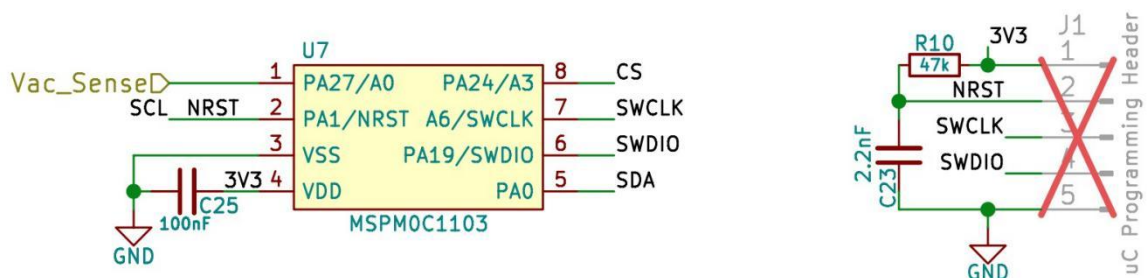 U7
Vac_Sense
1 PA27/A0 PA24/A3 8 CS
SCL NRST 2 PA1/NRST A6/SWCLK 7 SWCLK
3 VSS PA19/SWDIO 6 SWDIO
3V3 4 VDD PA0 5 SDA
C25
100nF
MSPM0C1103
GND
J1
R10 3V3 1
47k
NRST 2
SWCLK 3
SWDIO 4
2.2nF
C23
5
GND
uC Programming Header